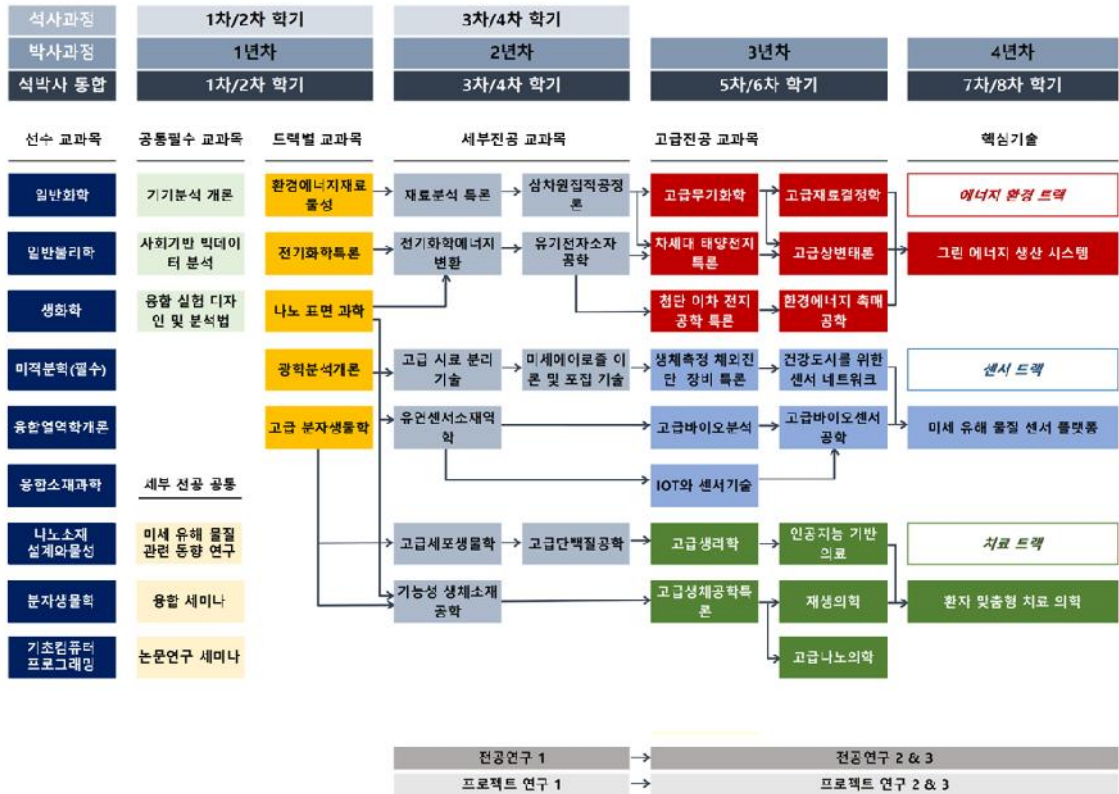 석사과정
1차/2차 학기
3차/4차 학기
박사과정
1년차
2년차
3년차
4년차
석박사 통합
1차/2차 학기
3차/4차 학기
5차/6차 학기
7차/8차 학기
선수 교과목
공통필수 교과목
트랙별 교과목
세부전공 교과목
고급전공 교과목
핵심기술
일반화학
기기분석 개론
환경에너지재료
물성
재료분석 특론
삼차원집적공정
론
고급무기화학
고급재료결정학
에너지 환경 트랙
일반물리학
사회기반 빅데이
터 분석
전기화학특론
전기화학에너지
변환
유기전자소자
공학
차세대 태양전지
특론
고급상변태론
그린 에너지 생산 시스템
생화학
융합 실험 디자
인 및 분석법
나노 표면 과학
첨단 이차 전지
공학 특론
환경에너지 촉매
공학
미적분학(필수)
광학분석개론
고급 시료 분리
기술
미세에어로졸 이
론 및 포집 기술
생체측정 체외진
단 장비 특론
건강도시를 위한
센서 네트워크
센서 트랙
융합열역학개론
고급 분자생물학
유연센서소재역
학
고급바이오분석
고급바이오센서
공학
미세 유해 물질 센서 플랫폼
융합소재과학
세부 전공 공통
IOT와 센서기술
나노소재
설계와물성
미세 유해 물질
관련 동향 연구
고급세포생물학
고급단백질공학
고급생리학
인공지능 기반
의료
치료 트랙
분자생물학
융합 세미나
기능성 생체소재
공학
고급생체공학특
론
재생의학
환자 맞춤형 치료 의학
기초컴퓨터
프로그래밍
논문연구 세미나
고급나노의학
전공연구 1
전공연구 2 & 3
프로젝트 연구 1
프로젝트 연구 2 & 3